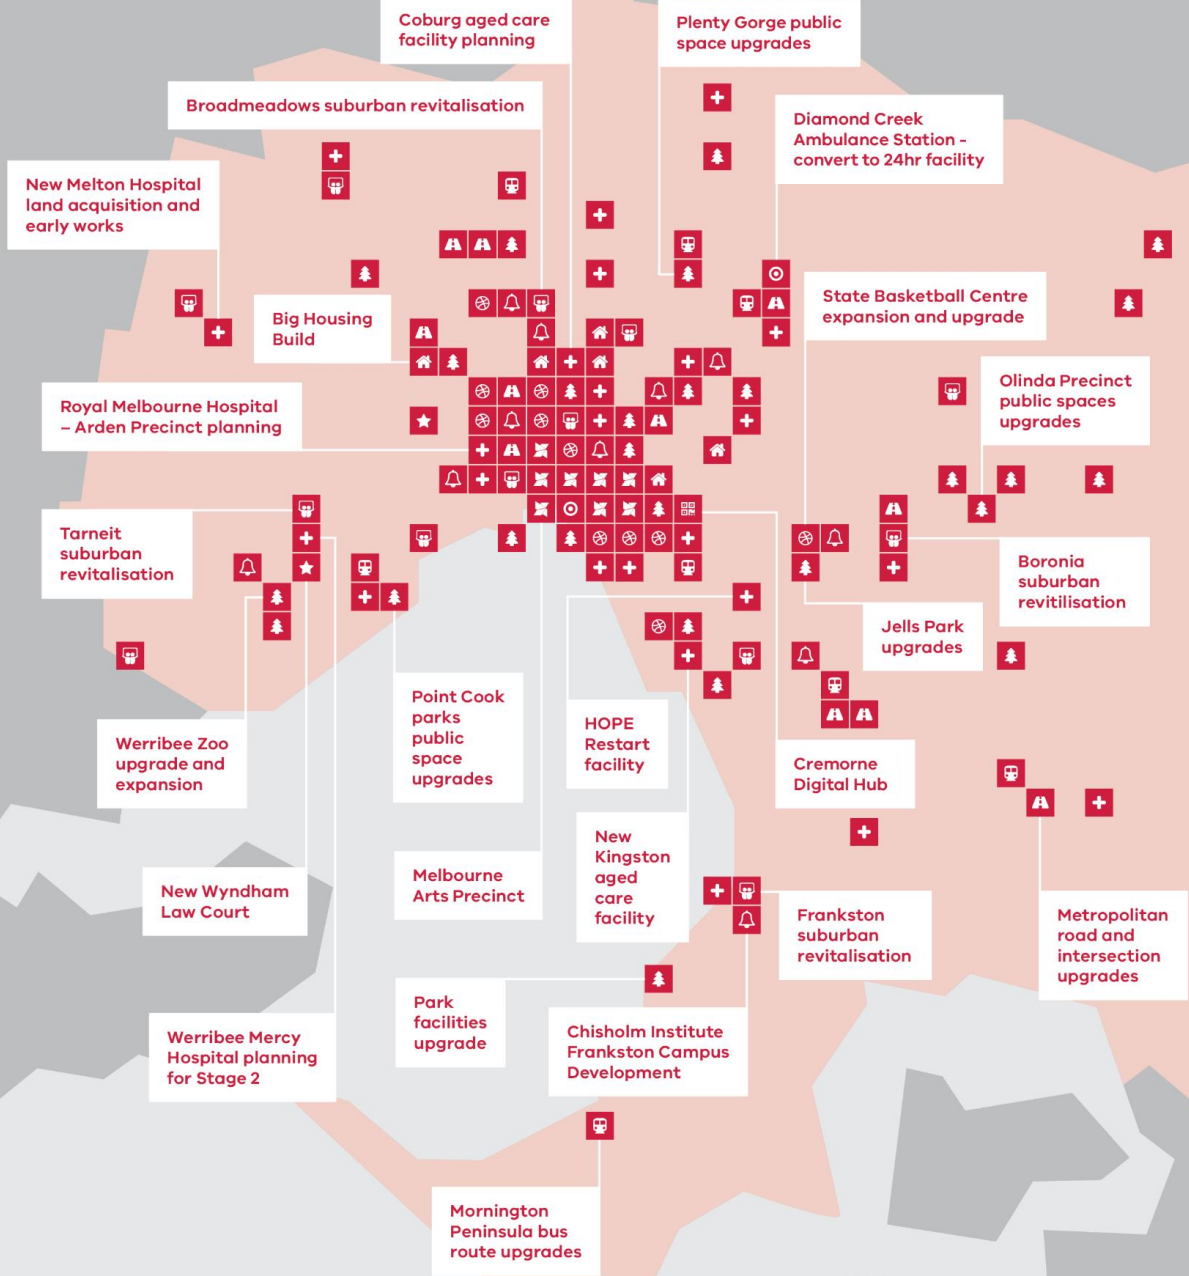 Coburg aged care
facility planning
Plenty Gorge public
space upgrades
Broadmeadows suburban revitalisation
Diamond Creek
Ambulance Station -
convert to 24hr facility
New Melton Hospital
land acquisition and
early works
State Basketball Centre
expansion and upgrade
Big Housing
Build
Olinda Precinct
public spaces
upgrades
Royal Melbourne Hospital
– Arden Precinct planning
Tarneit
suburban
revitalisation
Boronia
suburban
revitilisation
Jells Park
upgrades
Point Cook
parks
public
space
upgrades
HOPE
Restart
facility
Werribee Zoo
upgrade and
expansion
Cremorne
Digital Hub
New
Kingston
aged
care
facility
Melbourne
Arts Precinct
New Wyndham
Law Court
Frankston
suburban
revitalisation
Metropolitan
road and
intersection
upgrades
Park
facilities
upgrade
Chisholm Institute
Frankston Campus
Development
Werribee Mercy
Hospital planning
for Stage 2
Mornington
Peninsula bus
route upgrades